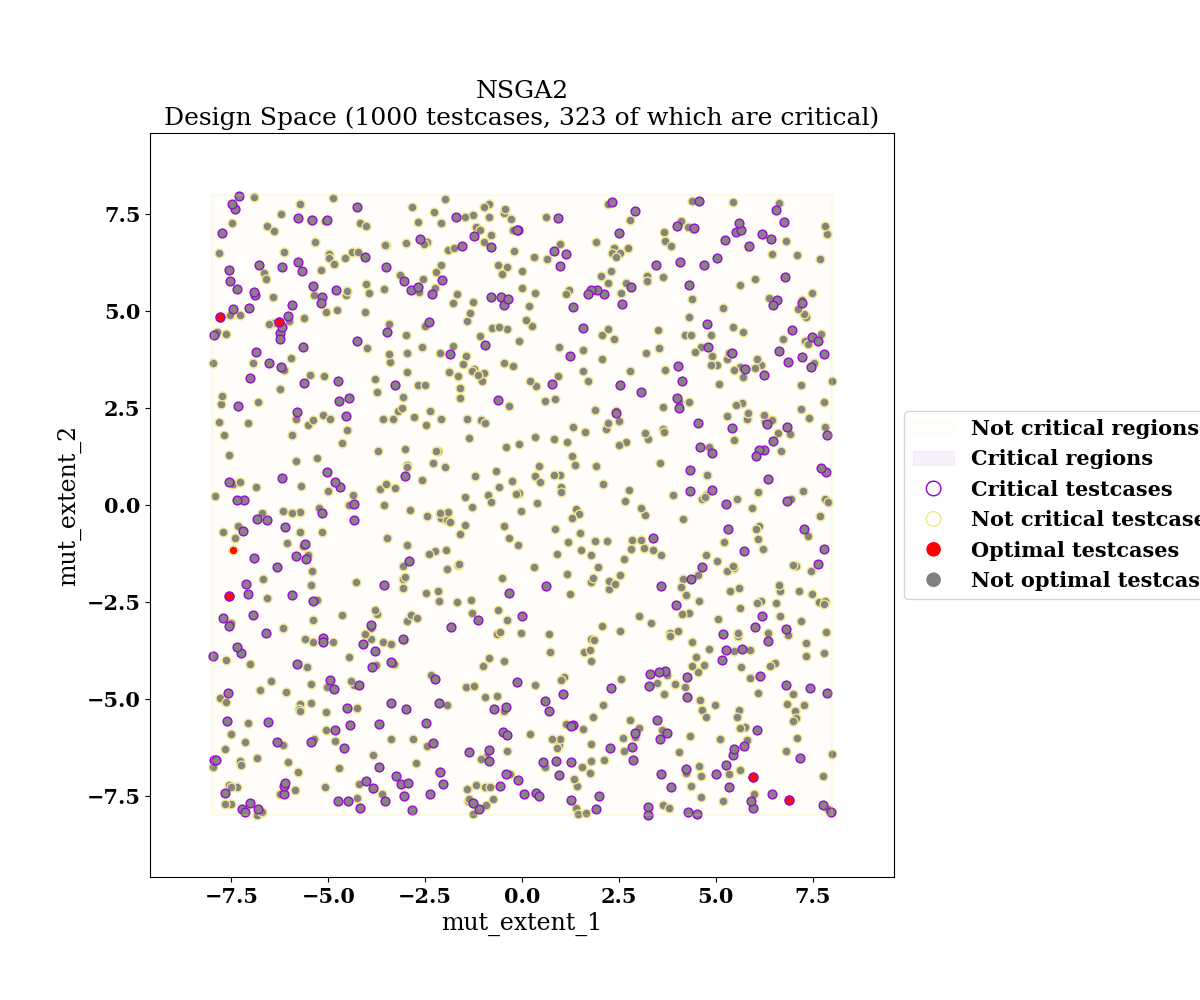 NSGA2
Design Space (1000 testcases, 323 of which are critical)
mut_extent_2
7.5
5.0
2.5
0.0
−2.5
−5.0
−7.5
−7.5 −5.0 −2.5 0.0 2.5 5.0 7.5
mut_extent_1
Not critical regions
Critical regions
Critical testcases
Not critical testcase
Optimal testcases
Not optimal testcas